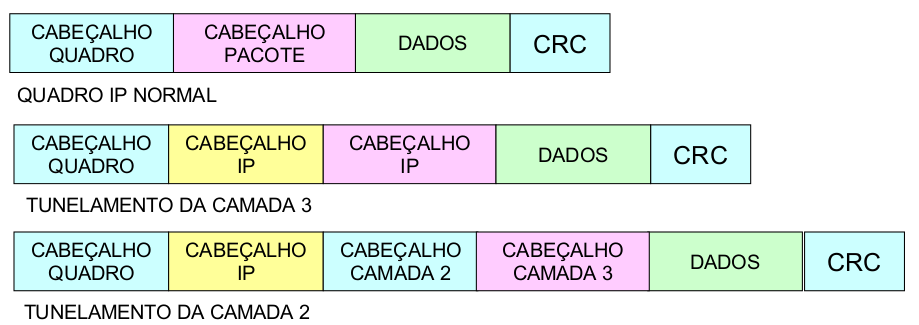 CABEÇALHO
QUADRO
CABEÇALHO
PACOTE
DADOS
CRC
QUADRO IP NORMAL
CABEÇALHO
QUADRO
CABEÇALHO
IP
CABEÇALHO
IP
DADOS
CRC
TUNELAMENTO DA CAMADA 3
CABEÇALHO
QUADRO
CABEÇALHO
IP
CABEÇALHO
CAMADA 2
CABEÇALHO
CAMADA 3
DADOS
CRC
TUNELAMENTO DA CAMADA 2